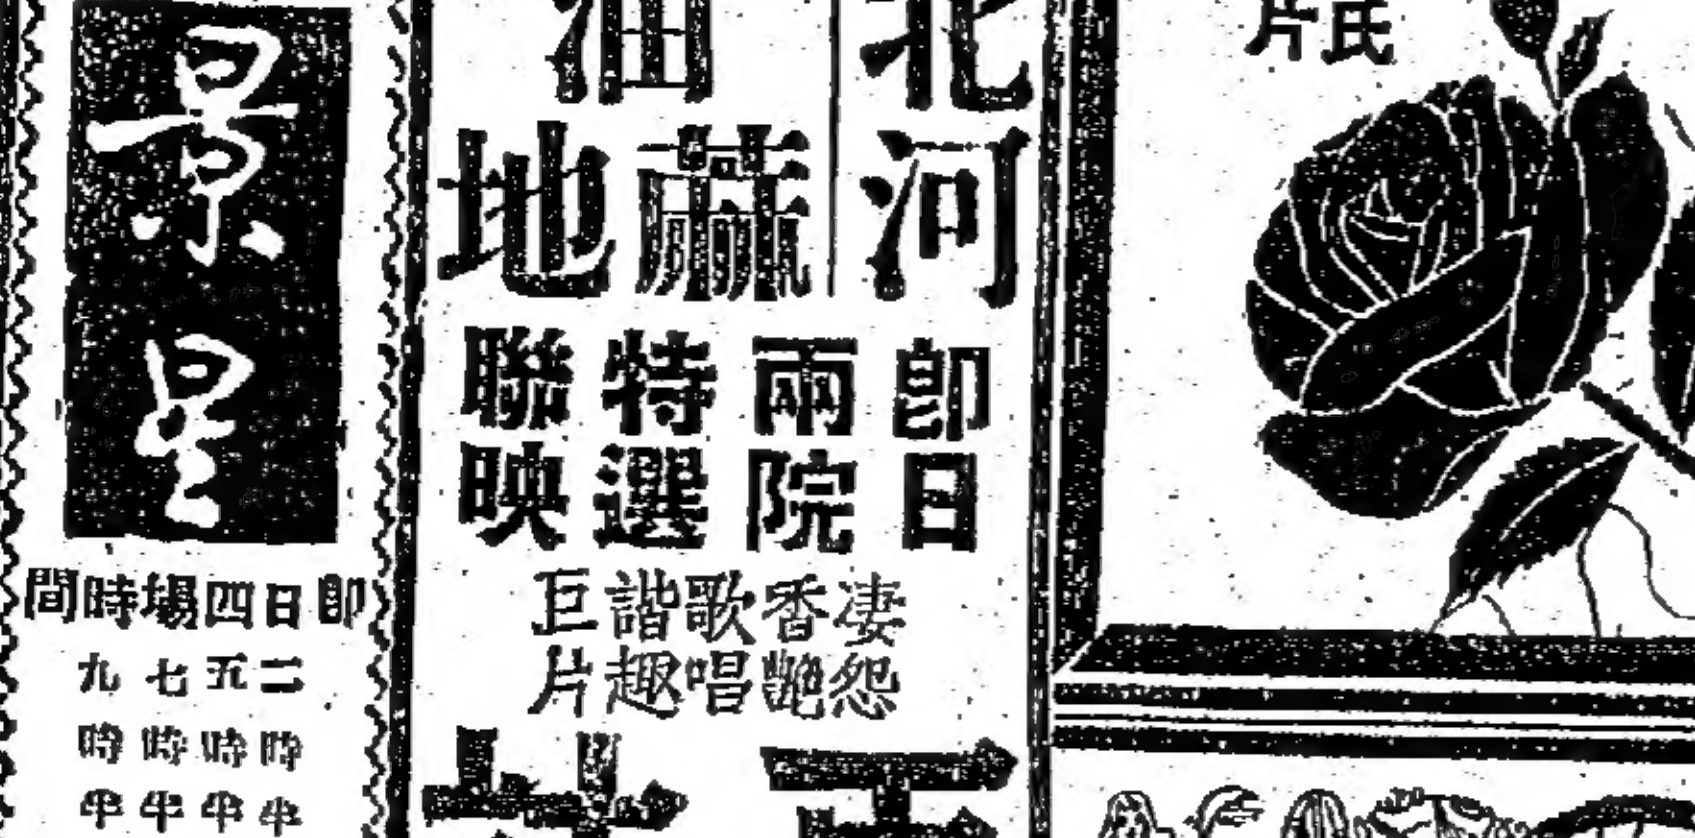 民
片
北河
油
蔴地
即日
兩院
特選
聯映
淒怨
香艷
歌唱
諧趣
巨片
景星
即日四場時間
二時半
五時半
七時半
九時半